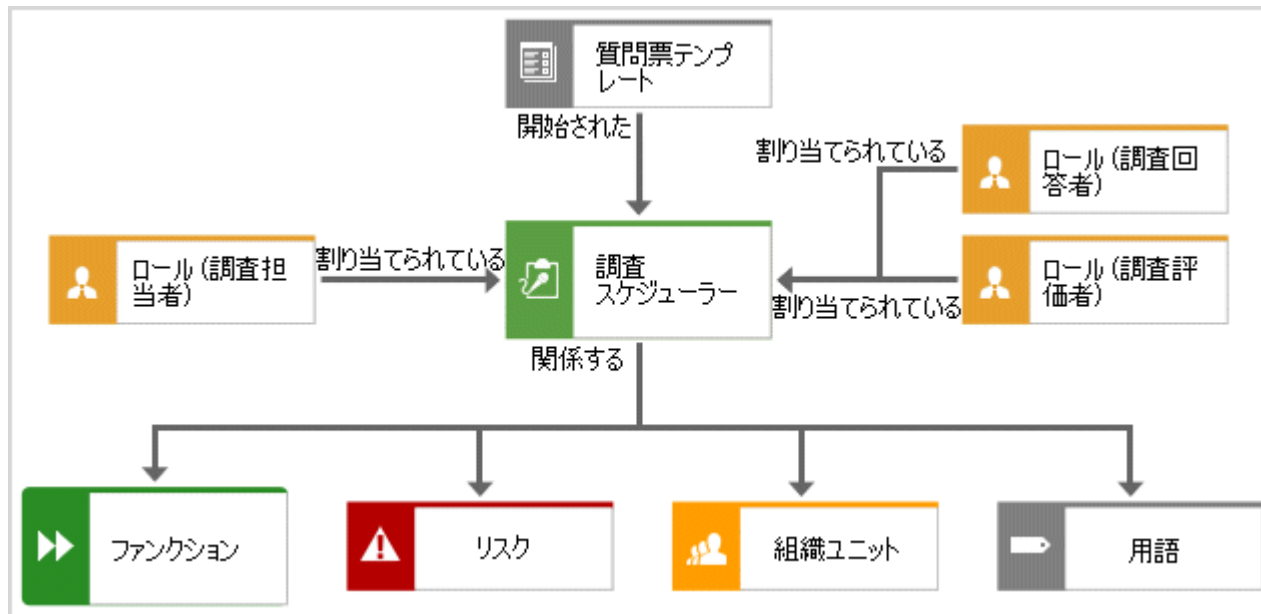 質問票テンプ
レート
開始された
割り当てられている
ロール (調査回
答者)
ロール (調査担
当者)
割り当てられている
調査
スケジューラー
ロール (調査評
価者)
割り当てられている
関係する
ファンクション
リスク
組織ユニット
用語